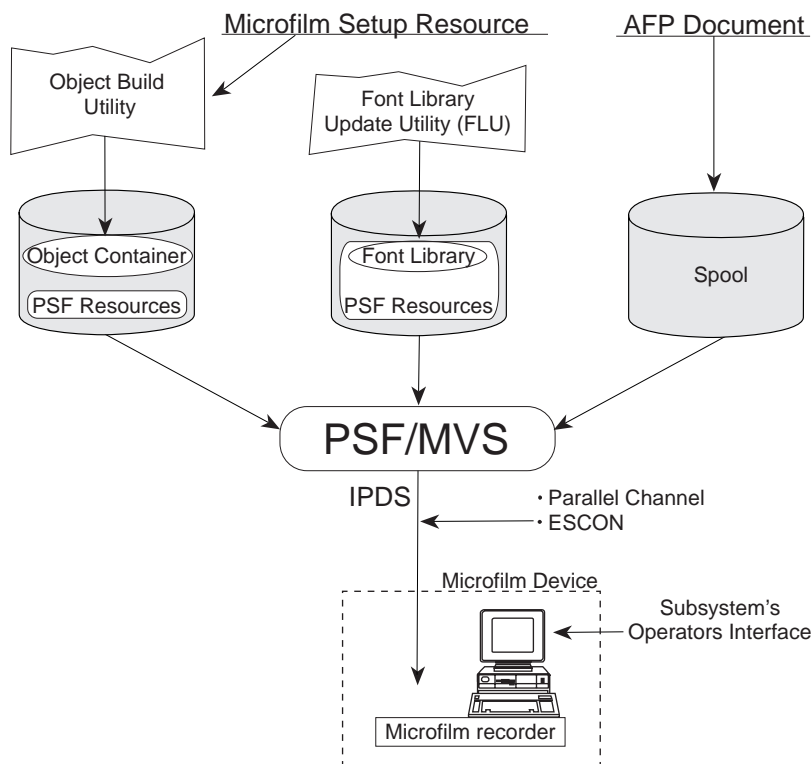 Microfilm Setup Resource
AFP Document
Object Build
Utility
Font Library
Update Utility (FLU)
Object Container
PSF Resources
Font Library
PSF Resources
Spool
PSF/MVS
IPDS
· Parallel Channel
· ESCON
Microfilm Device
Subsystem's
Operators Interface
Microfilm recorder